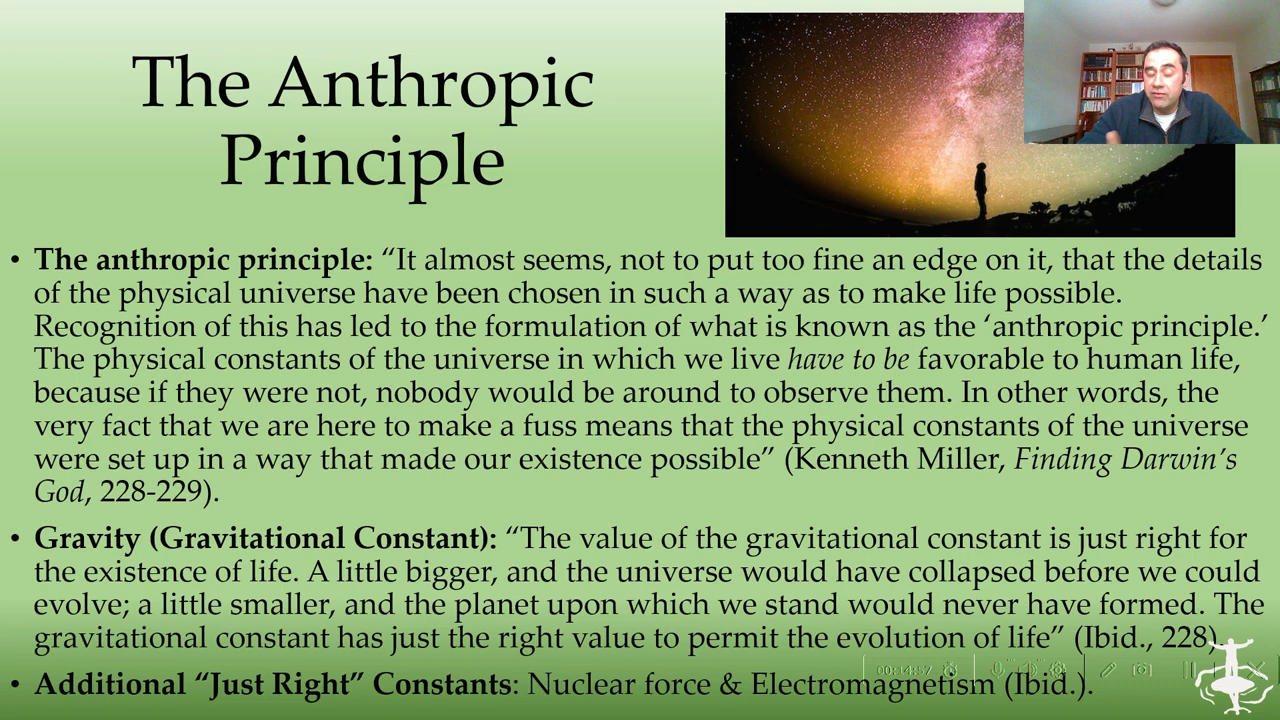 The Anthropic
Principle
• The anthropic principle: “It almost seems, not to put too fine an edge on it, that the details
of the physical universe have been chosen in such a way as to make life possible.
Recognition of this has led to the formulation of what is known as the ‘anthropic principle.’
The physical constants of the universe in which we live have to be favorable to human life,
because if they were not, nobody would be around to observe them. In other words, the
very fact that we are here to make a fuss means that the physical constants of the universe
were set up in a way that made our existence possible” (Kenneth Miller, Finding Darwin’s
God, 228-229).
• Gravity (Gravitational Constant): “The value of the gravitational constant is just right for
the existence of life. A little bigger, and the universe would have collapsed before we could
evolve; a little smaller, and the planet upon which we stand would never have formed. The
gravitational constant has just the right value to permit the evolution of life” (Ibid., 228).
00:14:57
• Additional “Just Right” Constants: Nuclear force & Electromagnetism (Ibid.).